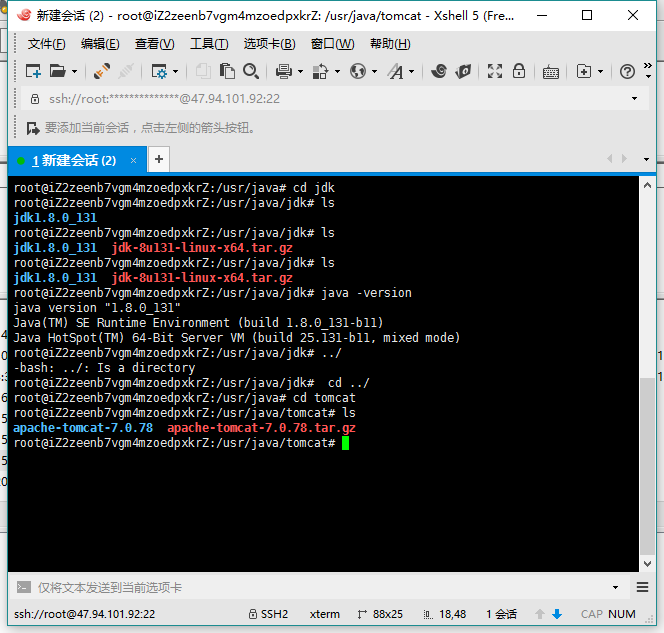 新建会话 (2) - root@iZ2zeenb7vgm4mzoedpxkrZ: /usr/java/tomcat - Xshell 5 (Fre...
文件(F) 编辑(E) 查看(V) 工具(T) 选项卡(B) 窗口(W) 帮助(H)
ssh://root:**************@47.94.101.92:22
要添加当前会话，点击左侧的箭头按钮。
1 新建会话 (2) × +
root@iZ2zeenb7vgm4mzoedpxkrZ:/usr/java# cd jdk
root@iZ2zeenb7vgm4mzoedpxkrZ:/usr/java/jdk# ls
jdk1.8.0_131
root@iZ2zeenb7vgm4mzoedpxkrZ:/usr/java/jdk# ls
jdk1.8.0_131  jdk-8u131-linux-x64.tar.gz
root@iZ2zeenb7vgm4mzoedpxkrZ:/usr/java/jdk# ls
jdk1.8.0_131  jdk-8u131-linux-x64.tar.gz
root@iZ2zeenb7vgm4mzoedpxkrZ:/usr/java/jdk# java -version
java version "1.8.0_131"
Java(TM) SE Runtime Environment (build 1.8.0_131-b11)
Java HotSpot(TM) 64-Bit Server VM (build 25.131-b11, mixed mode)
root@iZ2zeenb7vgm4mzoedpxkrZ:/usr/java/jdk# ../
-bash: ../: Is a directory
root@iZ2zeenb7vgm4mzoedpxkrZ:/usr/java/jdk#  cd ../
root@iZ2zeenb7vgm4mzoedpxkrZ:/usr/java# cd tomcat
root@iZ2zeenb7vgm4mzoedpxkrZ:/usr/java/tomcat# ls
apache-tomcat-7.0.78  apache-tomcat-7.0.78.tar.gz
root@iZ2zeenb7vgm4mzoedpxkrZ:/usr/java/tomcat#
仅将文本发送到当前选项卡
ssh://root@47.94.101.92:22 SSH2 xterm 88x25 18,48 1 会话 CAP NUM